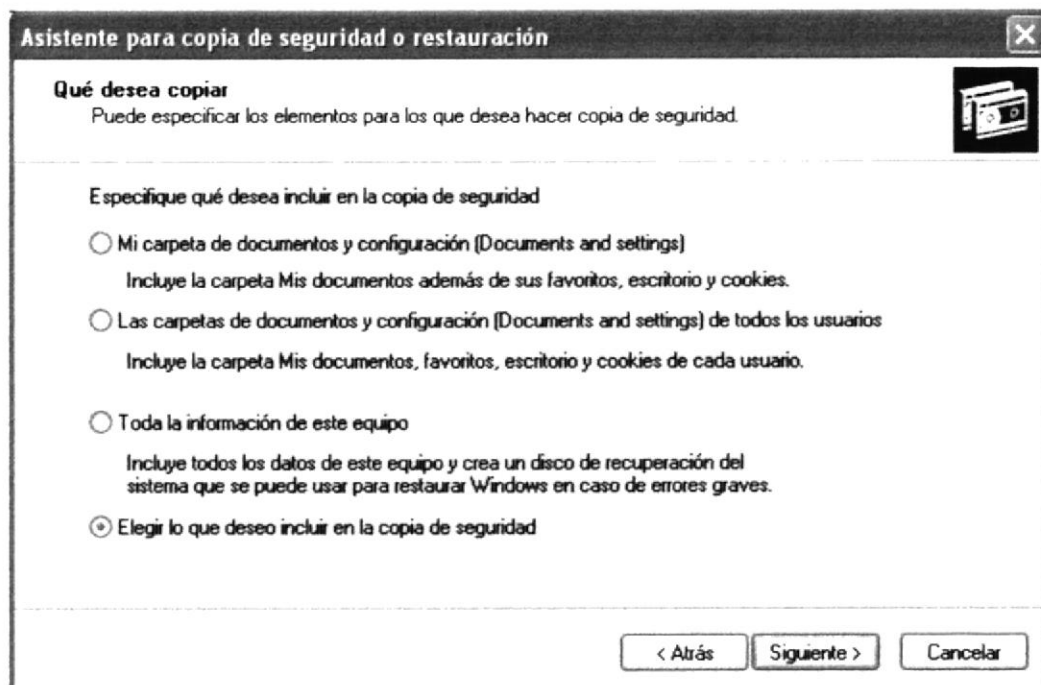 Asistente para copia de seguridad o restauración
Qué desea copiar
Puede especificar los elementos para los que desea hacer copia de seguridad.
Especifique qué desea incluir en la copia de seguridad
Mi carpeta de documentos y configuración (Documents and settings)
Incluye la carpeta Mis documentos además de sus favoritos, escritorio y cookies.
Las carpetas de documentos y configuración (Documents and settings) de todos los usuarios
Incluye la carpeta Mis documentos, favoritos, escritorio y cookies de cada usuario.
Toda la información de este equipo
Incluye todos los datos de este equipo y crea un disco de recuperación del
sistema que se puede usar para restaurar Windows en caso de errores graves.
Elegir lo que deseo incluir en la copia de seguridad
< Atrás Siguiente > Cancelar